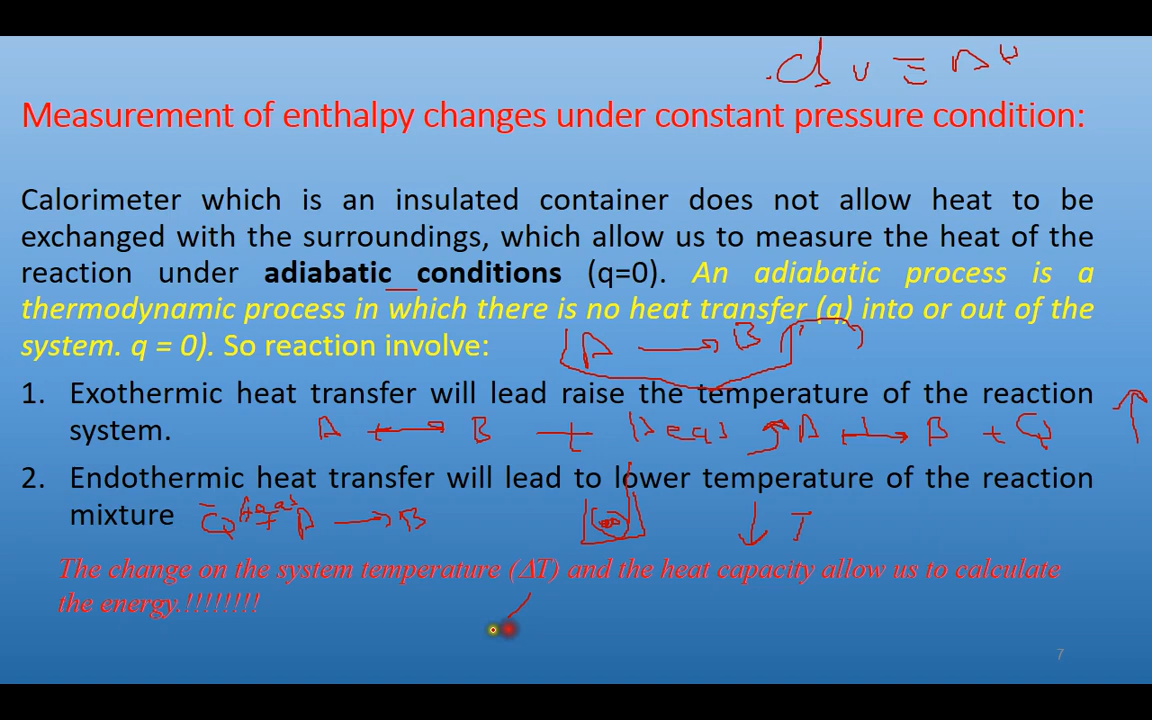 Measurement of enthalpy changes under constant pressure condition:
Calorimeter which is an insulated container does not allow heat to be
exchanged with the surroundings, which allow us to measure the heat of the
reaction under adiabatic conditions (q=0). An adiabatic process is a
thermodynamic process in which there is no heat transfer (q) into or out of the
system. q = 0). So reaction involve:
A → B
1. Exothermic heat transfer will lead raise the temperature of the reaction
system. A → B + Heat A → B + Q
2. Endothermic heat transfer will lead to lower temperature of the reaction
mixture A → B ↓ T
The change on the system temperature (ΔT) and the heat capacity allow us to calculate
the energy.!!!!!!!!
7